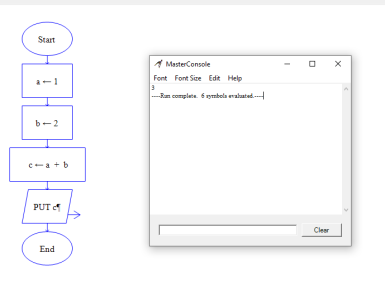 Start
a ← 1
b ← 2
c ← a + b
PUT c¶
End
MasterConsole
Font Font Size Edit Help
3
----Run complete. 6 symbols evaluated.----
Clear